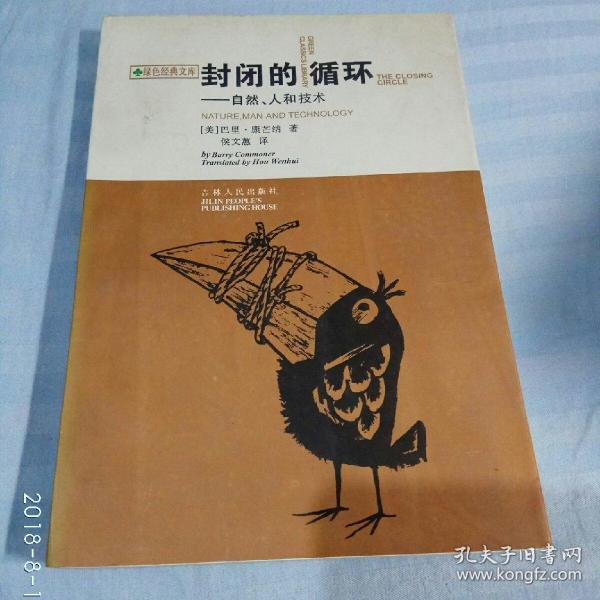 绿色经典文库
封闭的循环
GREEN
CLASSICS LIBRARY
THE CLOSING
CIRCLE
——自然、人和技术
NATURE,MAN AND TECHNOLOGY
[美]巴里·康芒纳 著
侯文蕙 译
by Barry Commoner
Translated by Hou Wenhui
吉林人民出版社
JILIN PEOPLE'S
PUBLISHING HOUSE
2018-8-1
孔夫子旧书网
www.kongfz.com